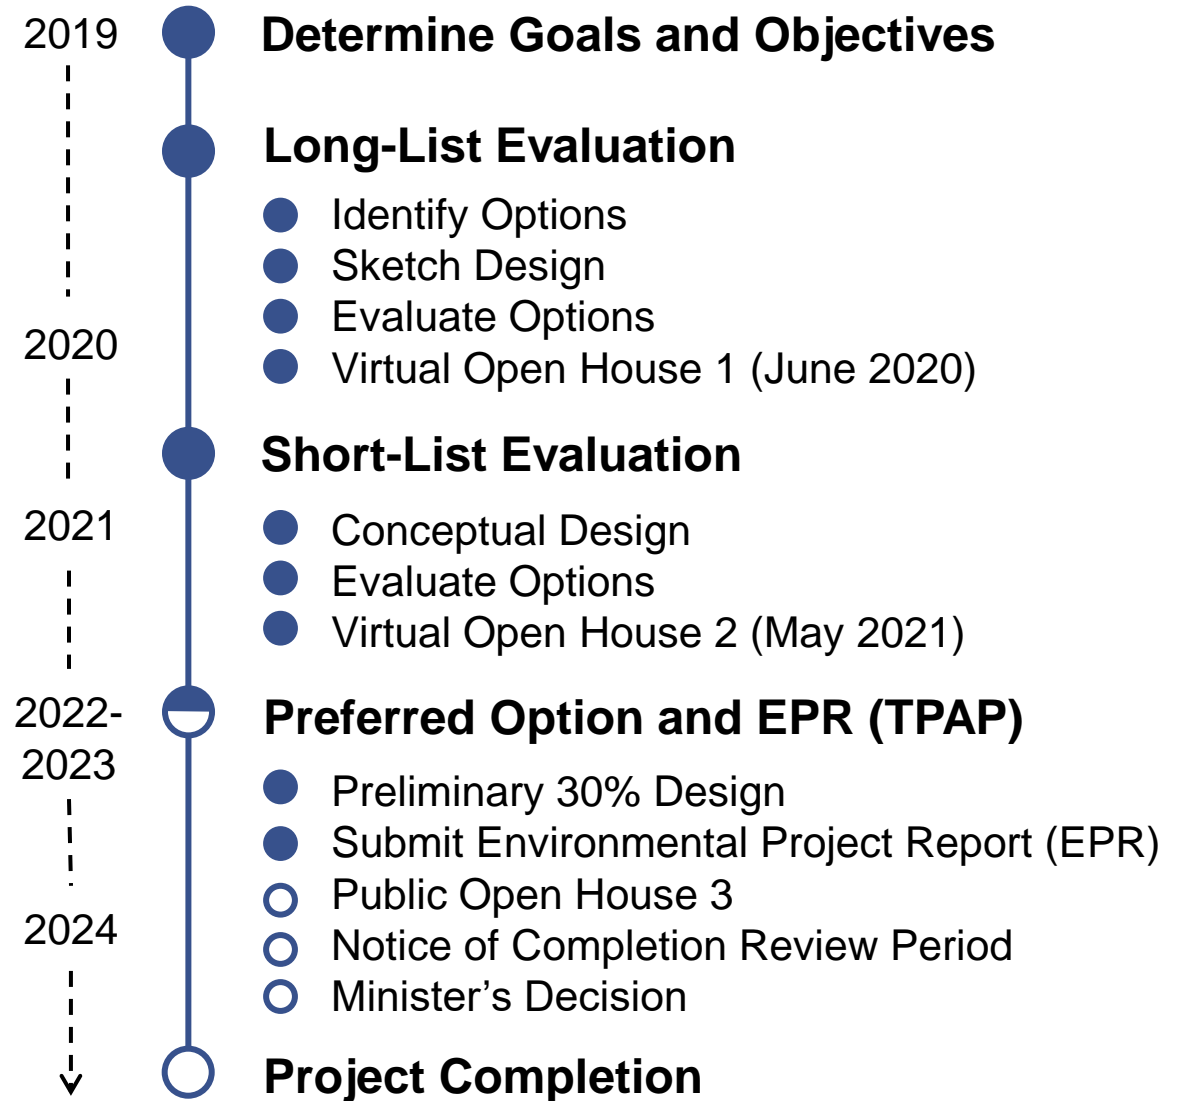 2019
Determine Goals and Objectives
Long-List Evaluation
Identify Options
Sketch Design
Evaluate Options
2020
Virtual Open House 1 (June 2020)
Short-List Evaluation
2021
Conceptual Design
Evaluate Options
Virtual Open House 2 (May 2021)
2022-
2023
Preferred Option and EPR (TPAP)
Preliminary 30% Design
Submit Environmental Project Report (EPR)
Public Open House 3
2024
Notice of Completion Review Period
Minister’s Decision
Project Completion